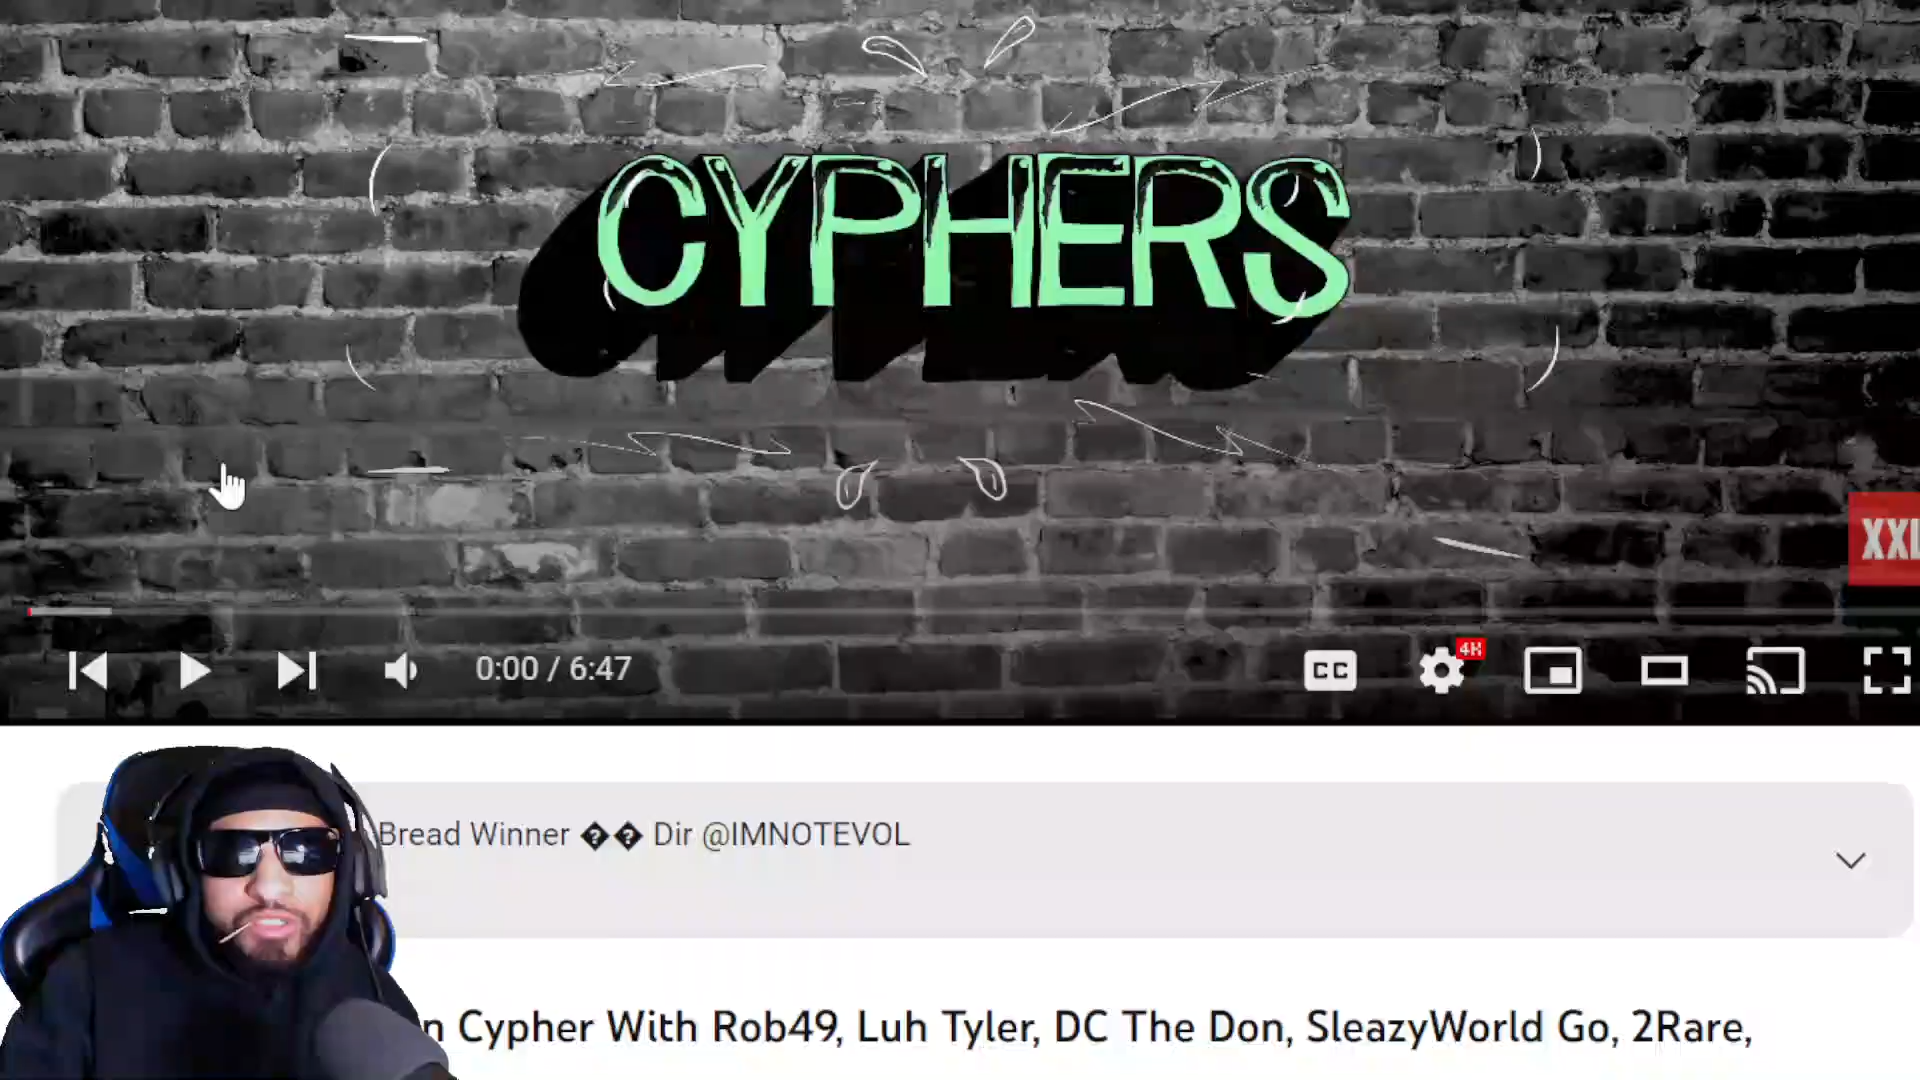 CYPHERS
XXL
0:00 / 6:47
CC
4K
Bread Winner �� Dir @IMNOTEVOL
n Cypher With Rob49, Luh Tyler, DC The Don, SleazyWorld Go, 2Rare,